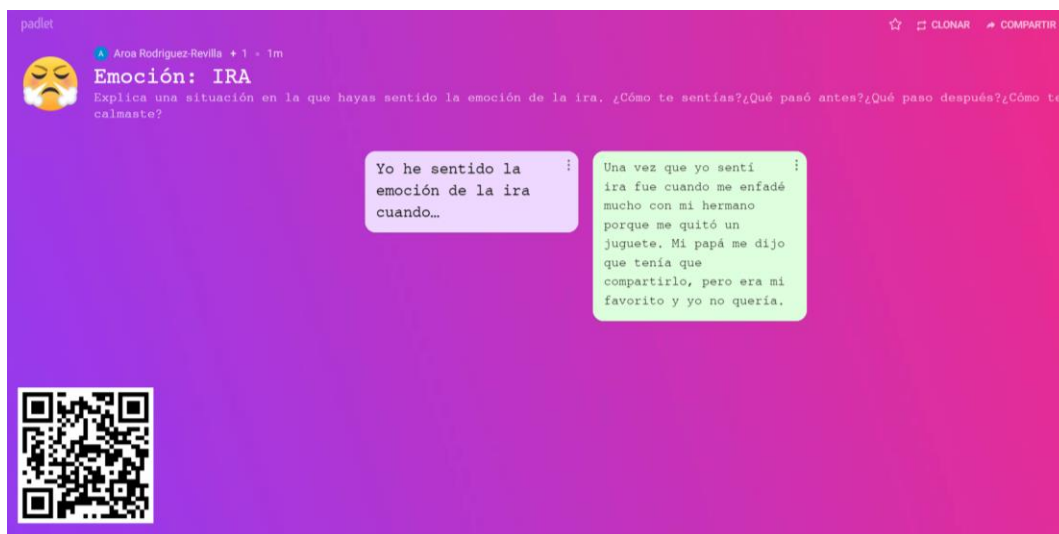 padlet
CLONAR
COMPARTIR
A
Aroa Rodriguez-Revilla + 1 • 1m
Emoción: IRA
Explica una situación en la que hayas sentido la emoción de la ira. ¿Cómo te sentías?¿Qué pasó antes?¿Qué paso después?¿Cómo te
calmaste?
Yo he sentido la
emoción de la ira
cuando…
Una vez que yo sentí
ira fue cuando me enfadé
mucho con mi hermano
porque me quitó un
juguete. Mi papá me dijo
que tenía que
compartirlo, pero era mi
favorito y yo no quería.